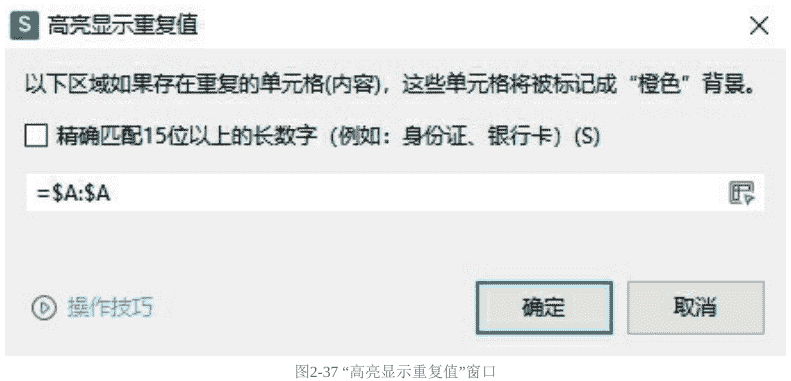 S 高亮显示重复值
以下区域如果存在重复的单元格(内容)，这些单元格将被标记成“橙色”背景。
精确匹配15位以上的长数字（例如：身份证、银行卡）(S)
=$A:$A
操作技巧 确定 取消
图2-37 “高亮显示重复值”窗口